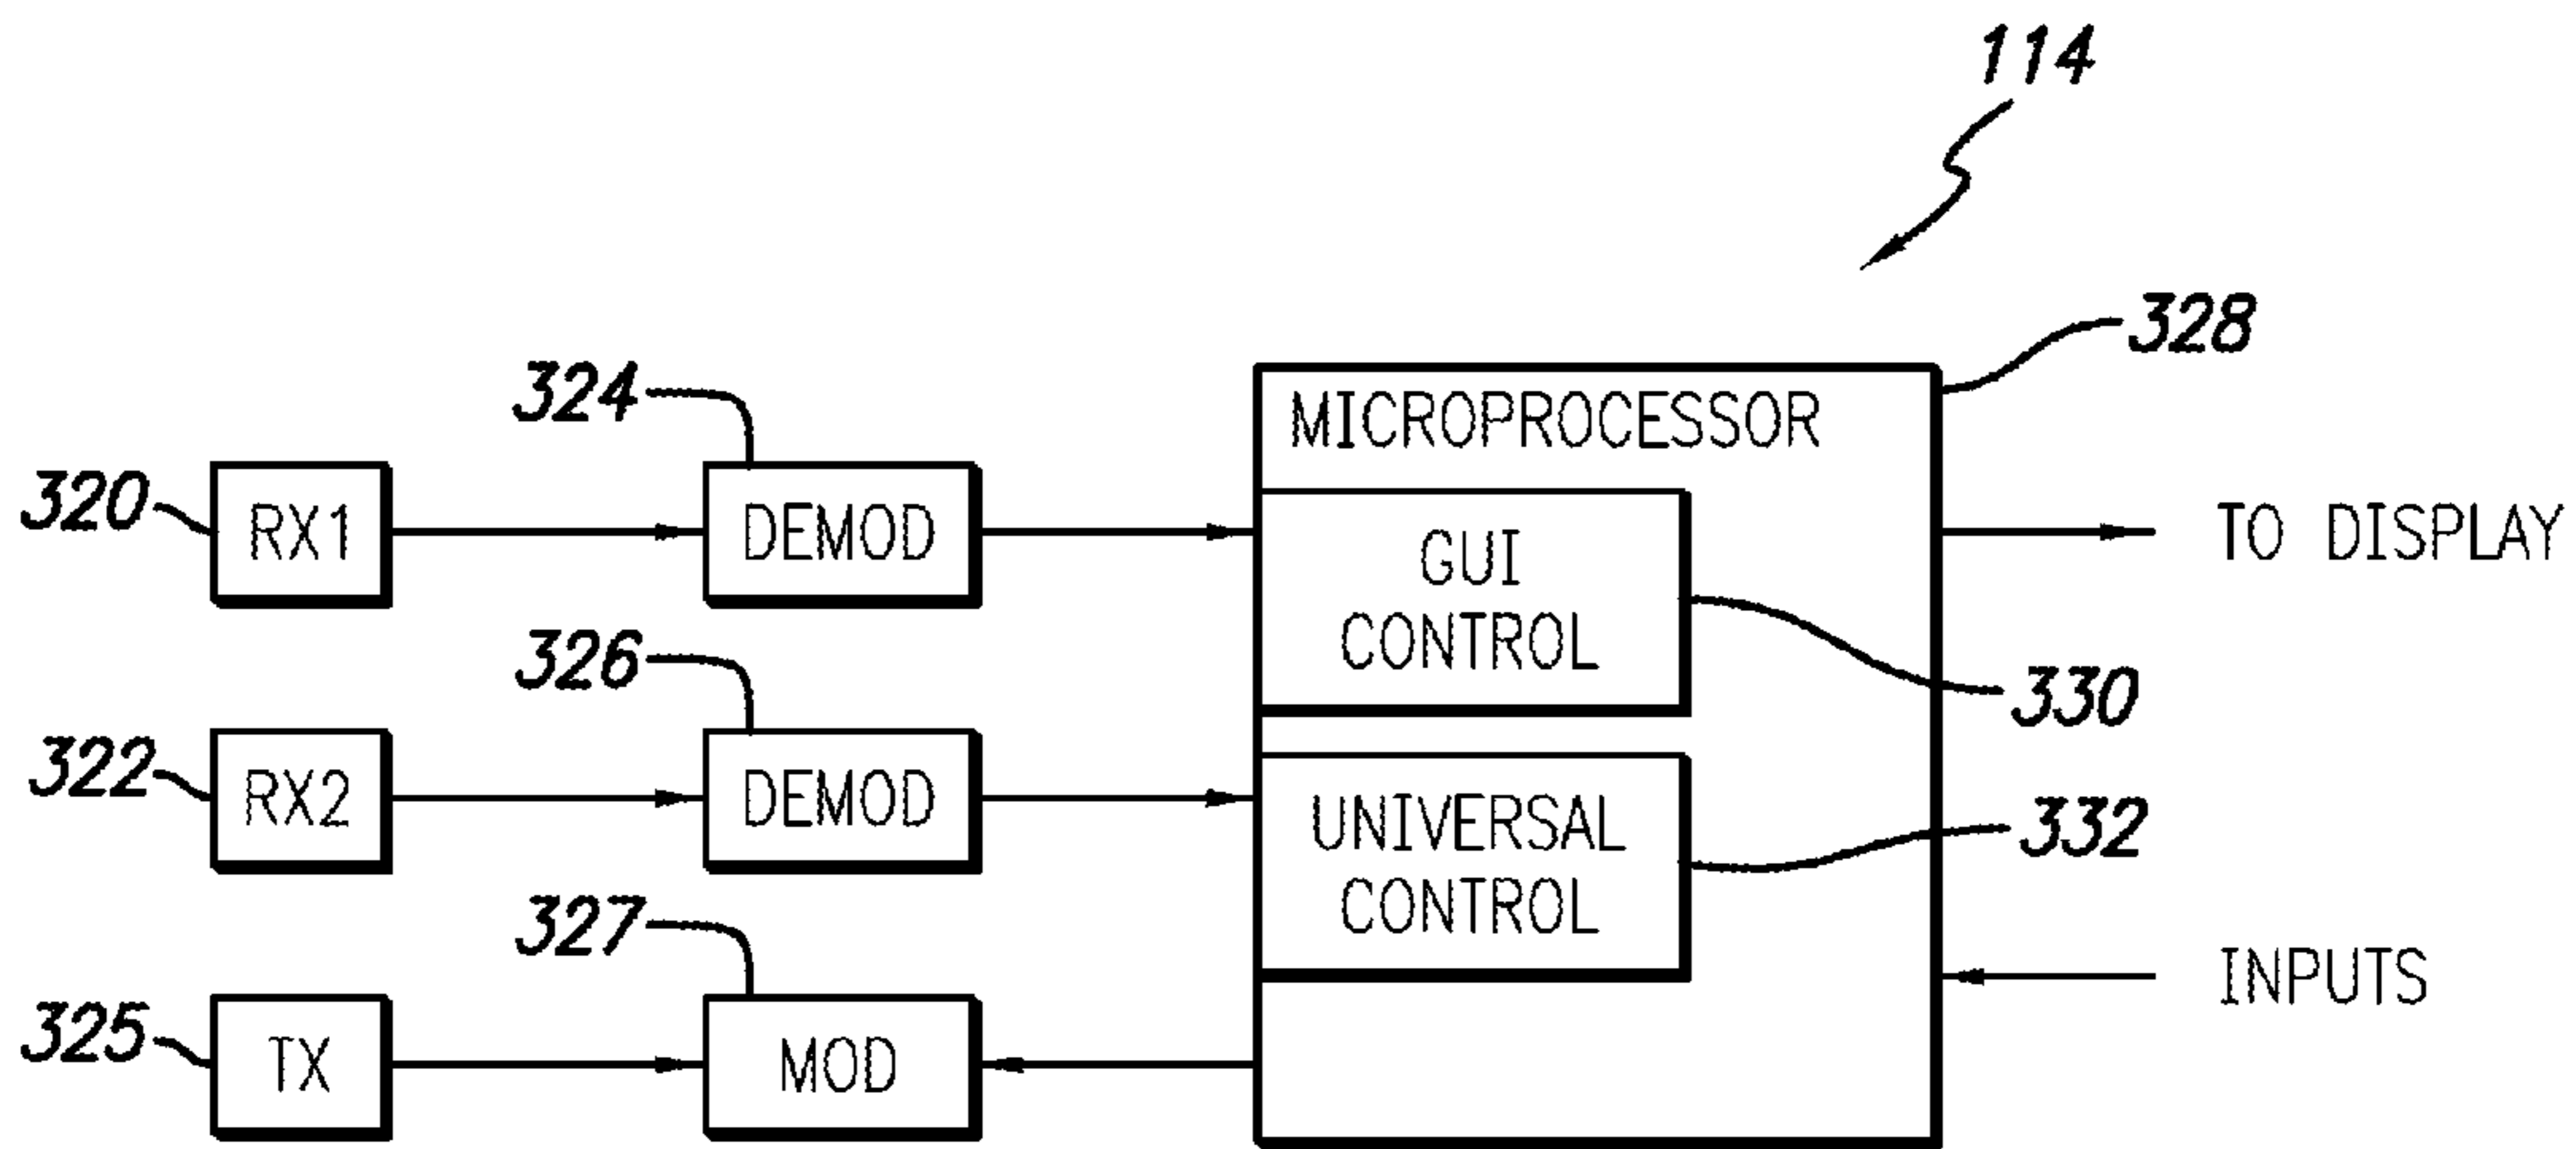 114
328
324
MICROPROCESSOR
320
RX1
DEMOD
GUI
CONTROL
TO DISPLAY
326
330
322
RX2
DEMOD
UNIVERSAL
CONTROL
332
327
325
TX
MOD
INPUTS